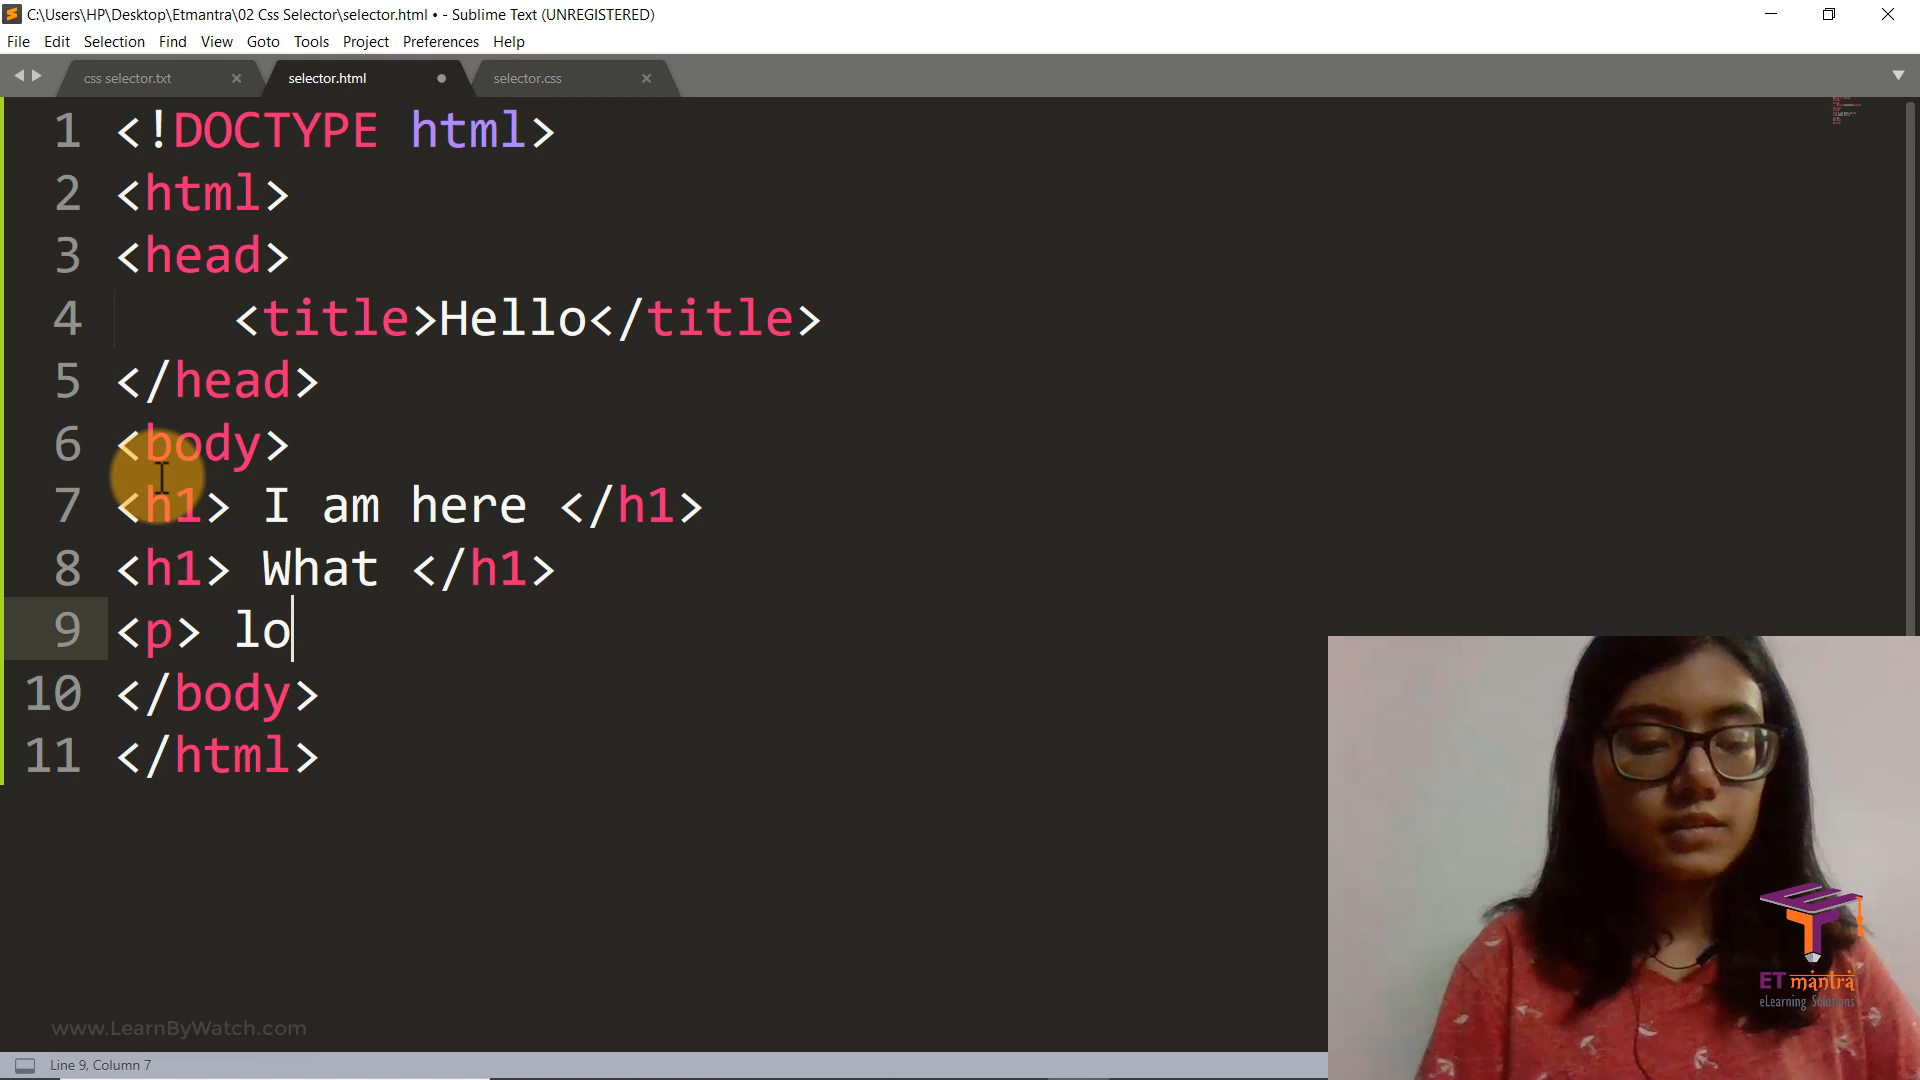 C:\Users\HP\Desktop\Etmantra\02 Css Selector\selector.html • - Sublime Text (UNREGISTERED)
File Edit Selection Find View Goto Tools Project Preferences Help
css selector.txt × selector.html selector.css ×
1 <!DOCTYPE html>
2 <html>
3 <head>
4 <title>Hello</title>
5 </head>
6 <body>
7 <h1> I am here </h1>
8 <h1> What </h1>
9 <p> lo
10 </body>
11 </html>
ET mantra
eLearning Solutions
www.LearnByWatch.com
Line 9, Column 7